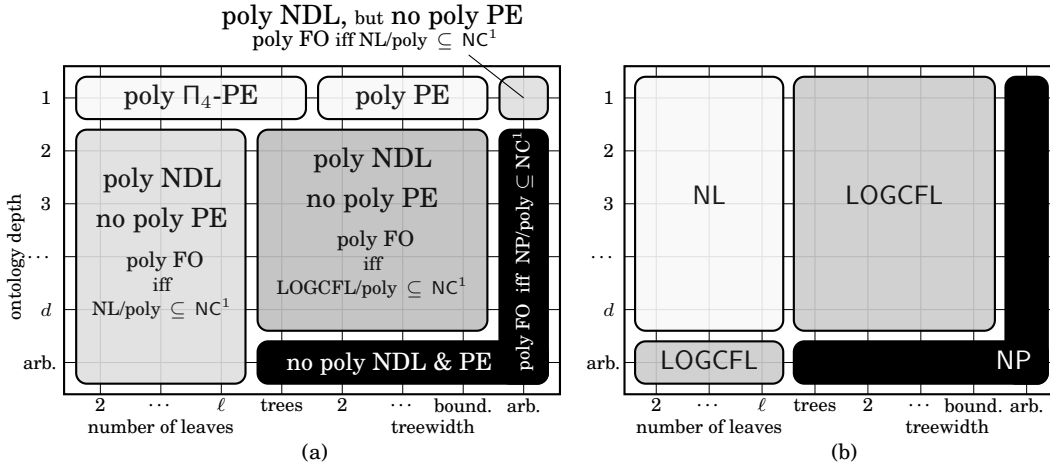 poly NDL, but no poly PE
poly FO iff NL/poly ⊆ NC¹
ontology depth
1
2
3
...
d
arb.
poly Π₄-PE
poly PE
poly NDL
no poly PE
poly FO
iff
NL/poly ⊆ NC¹
poly NDL
no poly PE
poly FO
iff
LOGCFL/poly ⊆ NC¹
poly FO iff NP/poly ⊆ NC¹
no poly NDL & PE
2 ... ℓ trees 2 ... bound. arb.
number of leaves treewidth
(a)
1
2
3
...
d
arb.
NL
LOGCFL
LOGCFL
NP
2 ... ℓ trees 2 ... bound. arb.
number of leaves treewidth
(b)